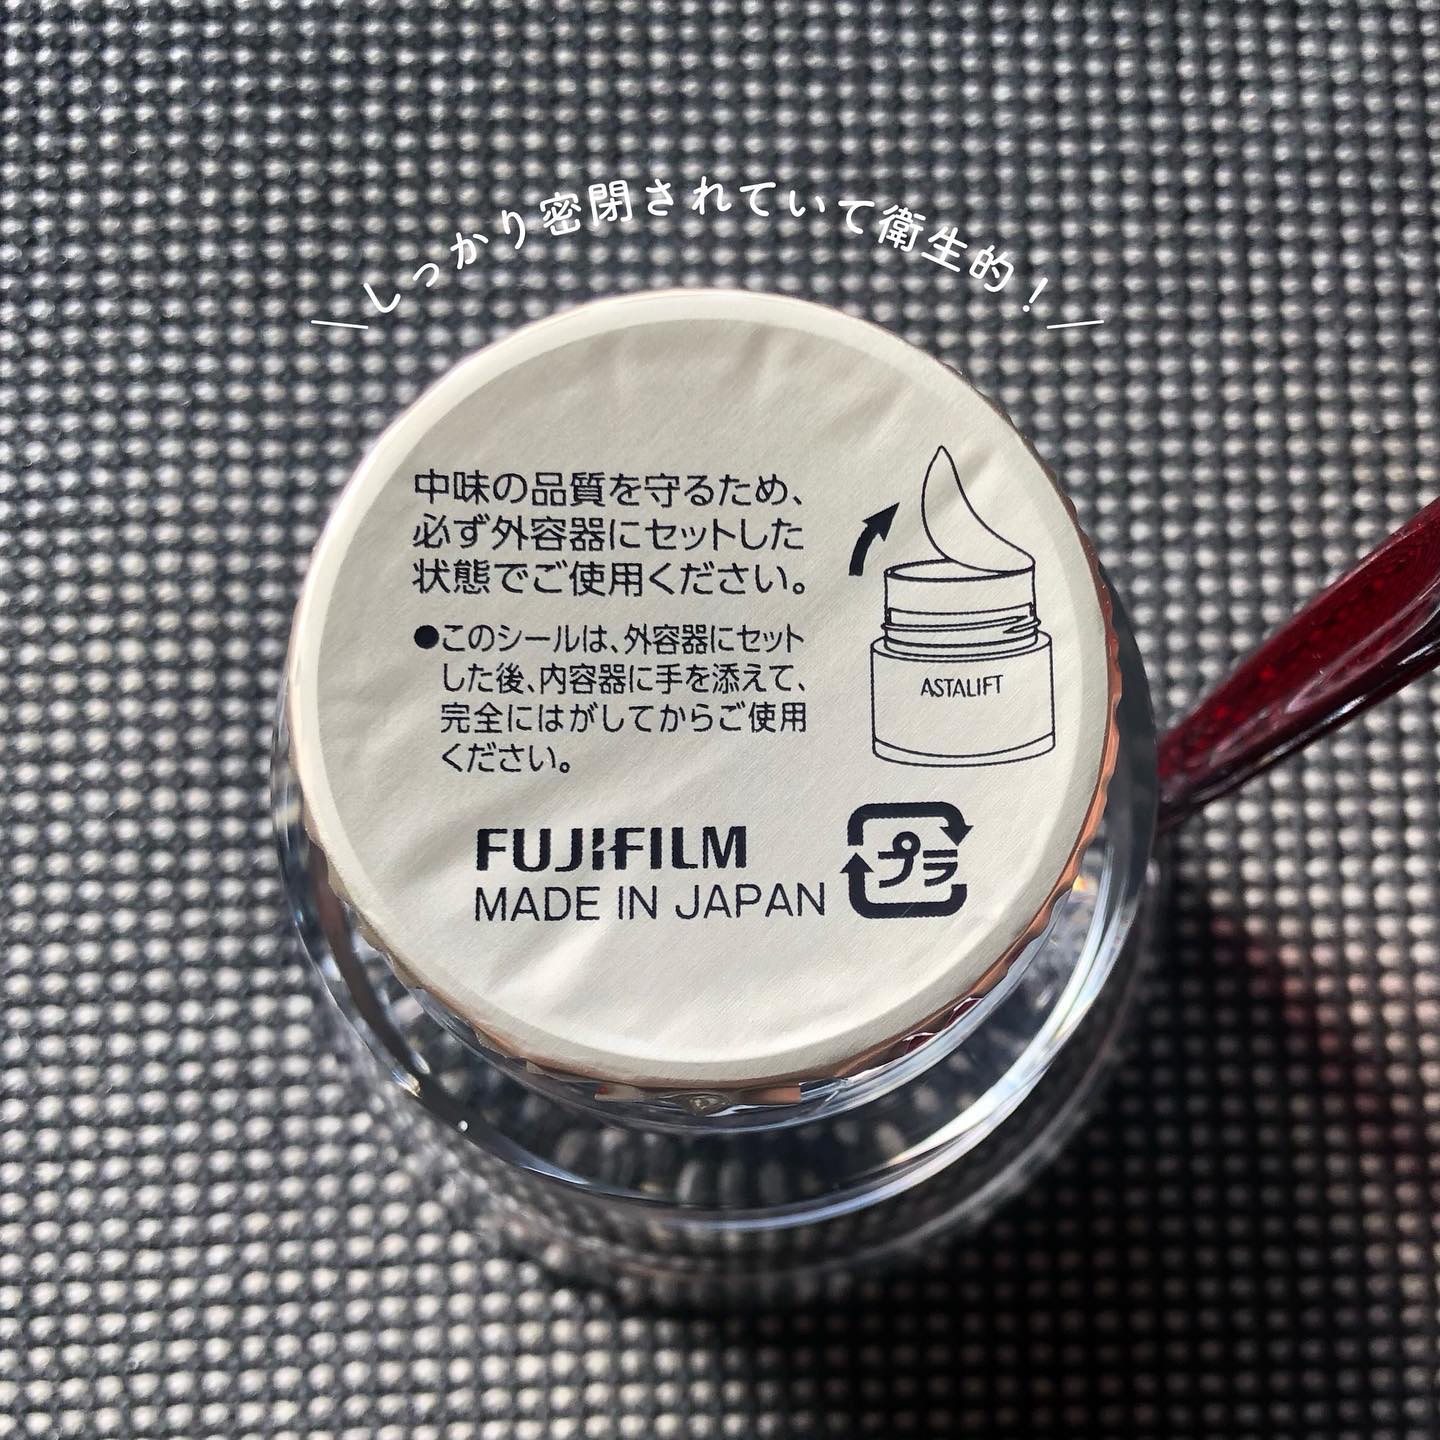 しっかり密閉されていて衛生的！
中味の品質を守るため、
必ず外容器にセットした
状態でご使用ください。
●このシールは、外容器にセット
した後、内容器に手を添えて、
完全にはがしてからご使用
ください。
ASTALIFT
FUJIFILM
MADE IN JAPAN
プラ